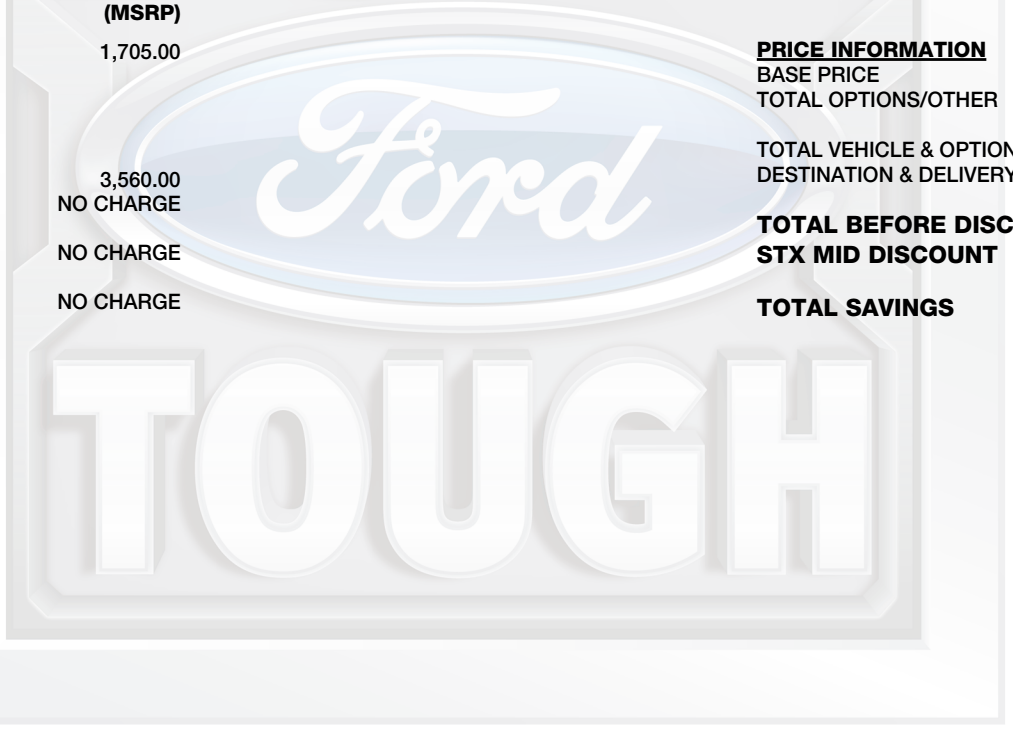 (MSRP)
1,705.00
3,560.00
NO CHARGE
NO CHARGE
NO CHARGE
PRICE INFORMATION
BASE PRICE
TOTAL OPTIONS/OTHER
TOTAL VEHICLE & OPTION
DESTINATION & DELIVERY
TOTAL BEFORE DISC
STX MID DISCOUNT
TOTAL SAVINGS
Ford
TOUGH